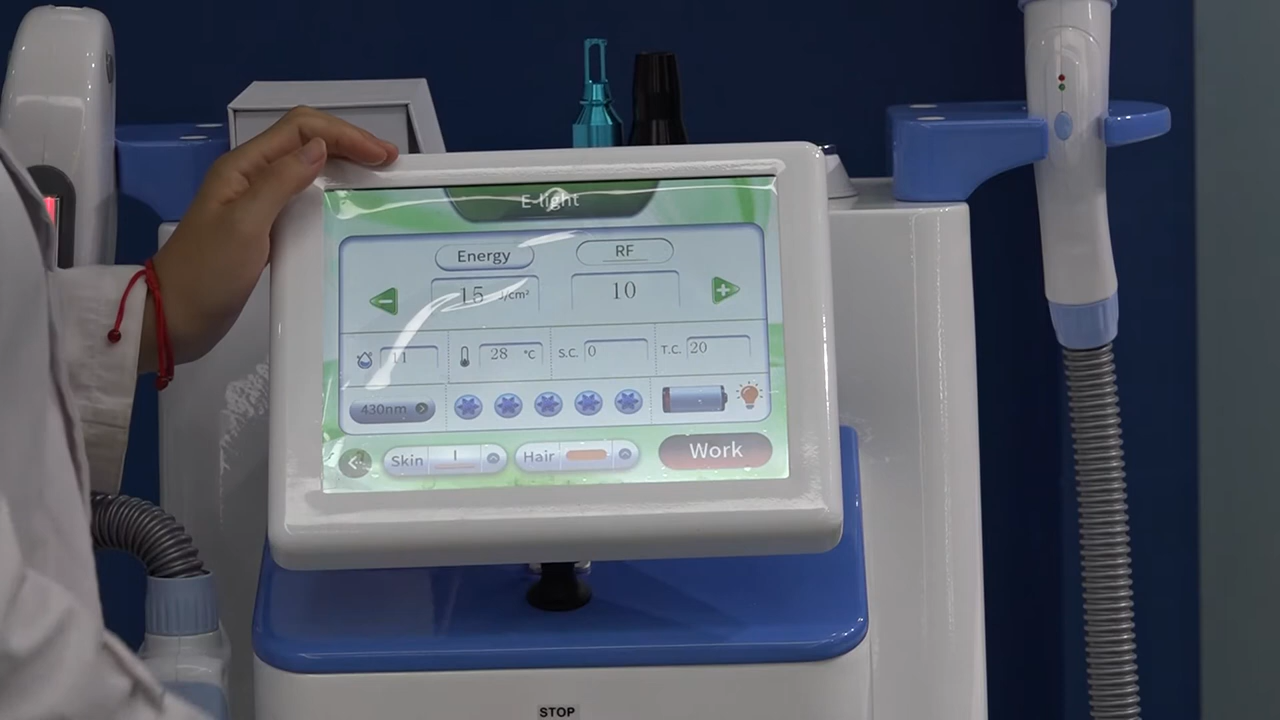 E-light
Energy RF
15 J/cm² 10
11 28 °C S.C. 0 T.C. 20
430nm
Skin I Hair Work
STOP